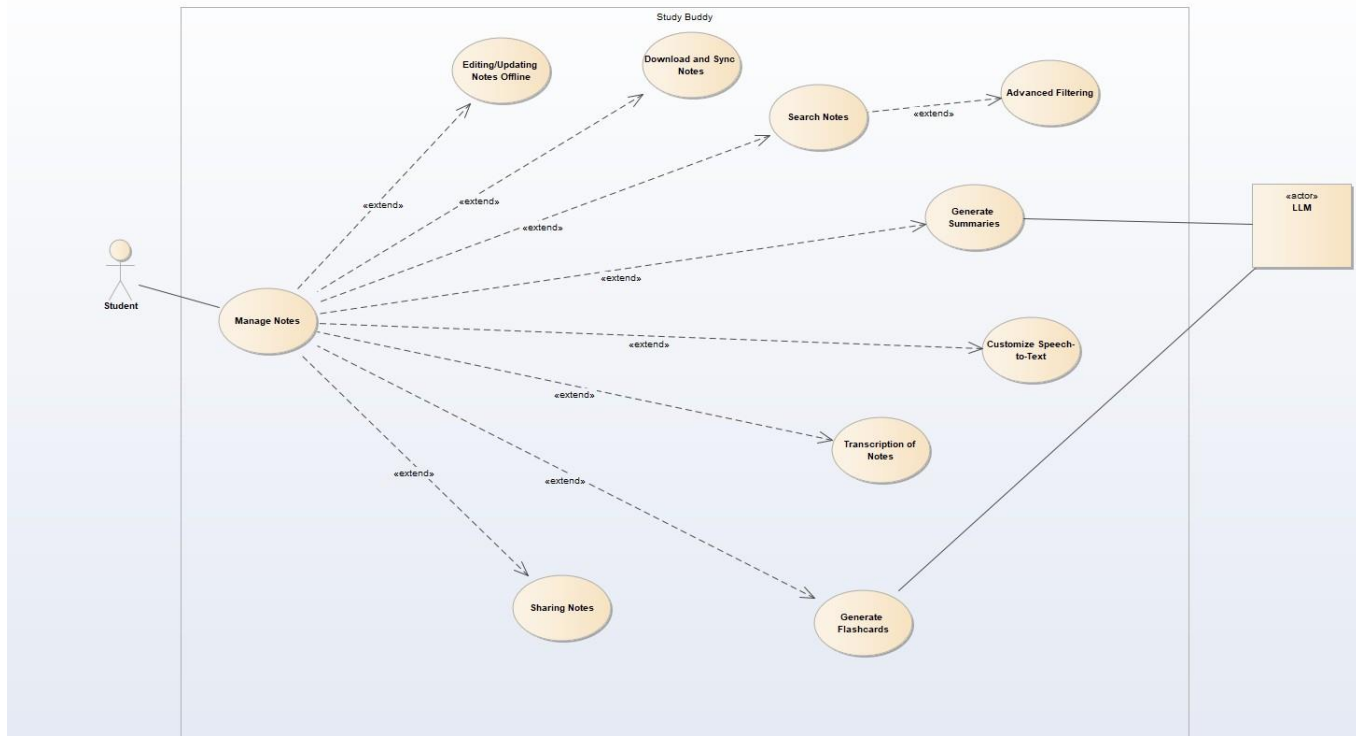 Study Buddy
Editing/Updating
Notes Offline
Download and Sync
Notes
Search Notes
«extend»
Advanced Filtering
«extend»
«extend»
«extend»
Generate
Summaries
«actor»
LLM
«extend»
Student
Manage Notes
«extend»
Customize Speech-
to-Text
«extend»
Transcription of
Notes
«extend»
«extend»
Sharing Notes
Generate
Flashcards